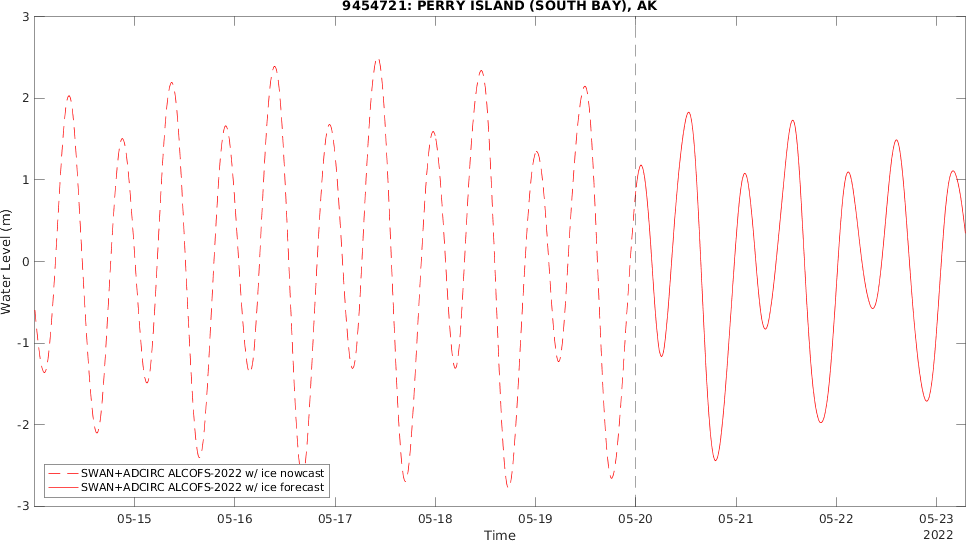 9454721: PERRY ISLAND (SOUTH BAY), AK
3
2
1
0
-1
-2
-3
Water Level (m)
SWAN+ADCIRC ALCOFS-2022 w/ ice nowcast
SWAN+ADCIRC ALCOFS-2022 w/ ice forecast
05-15 05-16 05-17 05-18 05-19 05-20 05-21 05-22 05-23
Time
2022